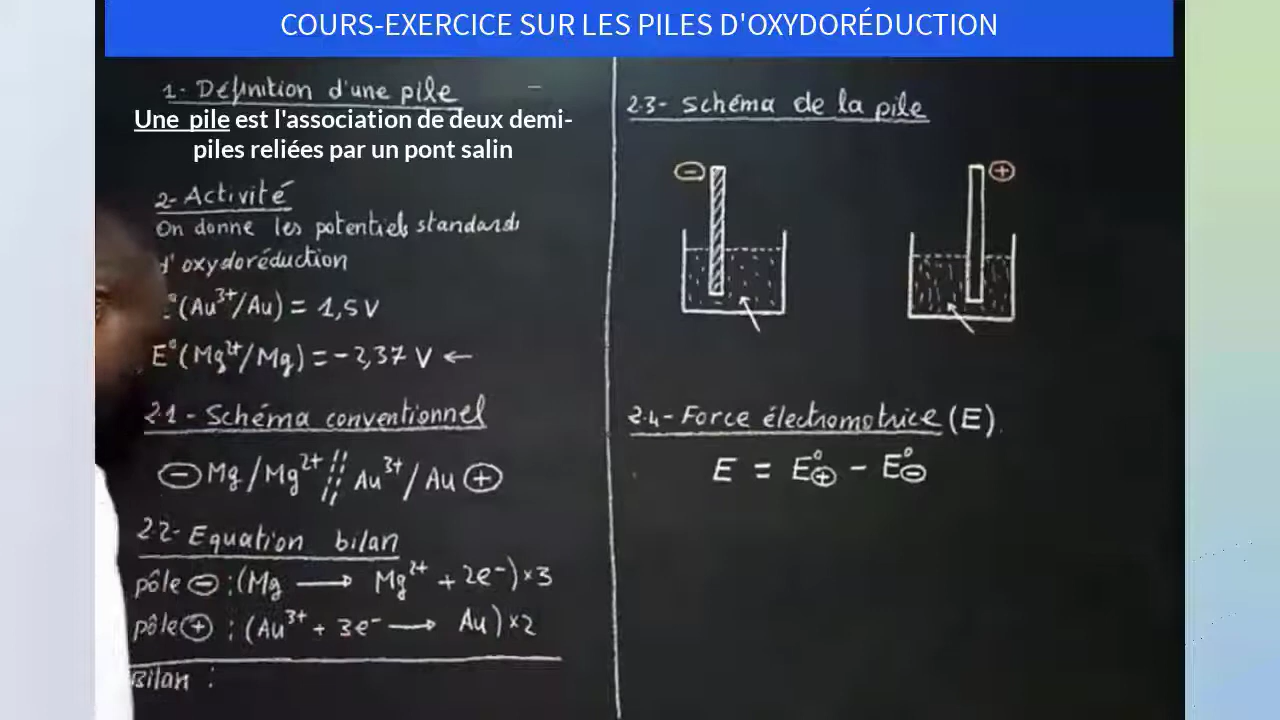 COURS-EXERCICE SUR LES PILES D'OXYDORÉDUCTION
1- Définition d'une pile
Une pile est l'association de deux demi-
piles reliées par un pont salin
2- Activité
On donne les potentiels standards
d'oxydoréduction
°(Au³⁺/Au) = 1,5 V
E°(Mg²⁺/Mg) = -2,37 V ←
2.1- Schéma conventionnel
⊖ Mg/Mg²⁺ // Au³⁺/Au ⊕
2.2- Equation bilan
pôle ⊖ : (Mg ⟶ Mg²⁺ + 2e⁻) × 3
pôle ⊕ : (Au³⁺ + 3e⁻ ⟶ Au) × 2
Bilan :
2.3- Schéma de la pile
⊖ ⊕
2.4- Force électromotrice (E).
E = E°⊕ - E°⊖